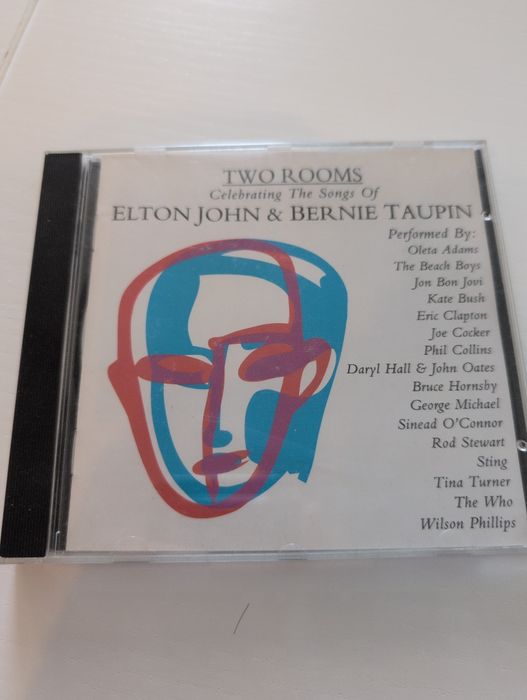 TWO ROOMS
Celebrating The Songs Of
ELTON JOHN & BERNIE TAUPIN
Performed By:
Oleta Adams
The Beach Boys
Jon Bon Jovi
Kate Bush
Eric Clapton
Joe Cocker
Phil Collins
Daryl Hall & John Oates
Bruce Hornsby
George Michael
Sinead O'Connor
Rod Stewart
Sting
Tina Turner
The Who
Wilson Phillips